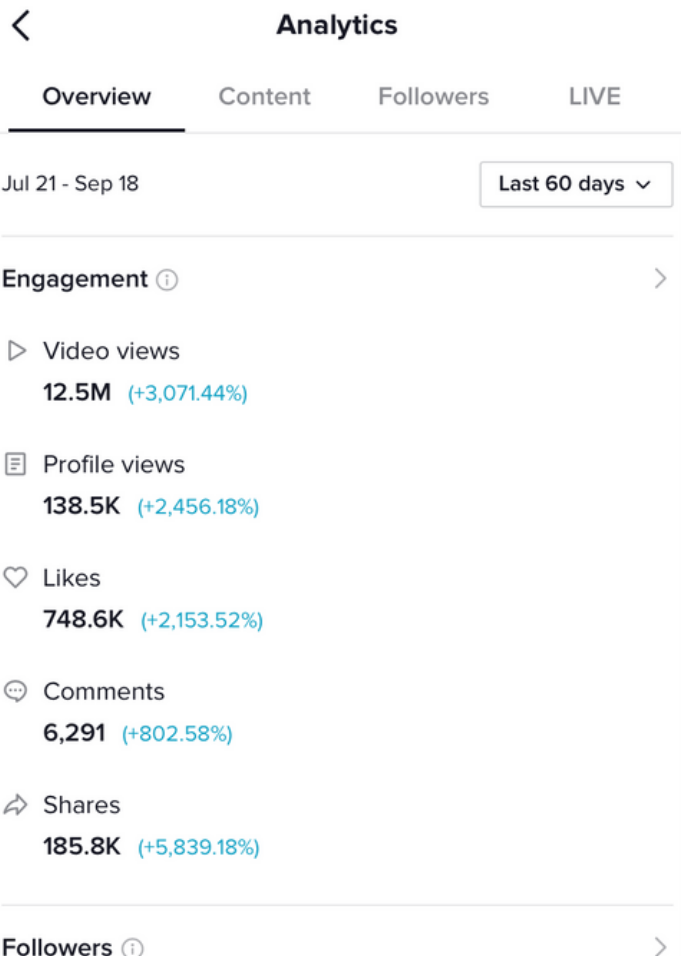 Analytics
Overview Content Followers LIVE
Jul 21 - Sep 18 Last 60 days
Engagement
Video views
12.5M (+3,071.44%)
Profile views
138.5K (+2,456.18%)
Likes
748.6K (+2,153.52%)
Comments
6,291 (+802.58%)
Shares
185.8K (+5,839.18%)
Followers